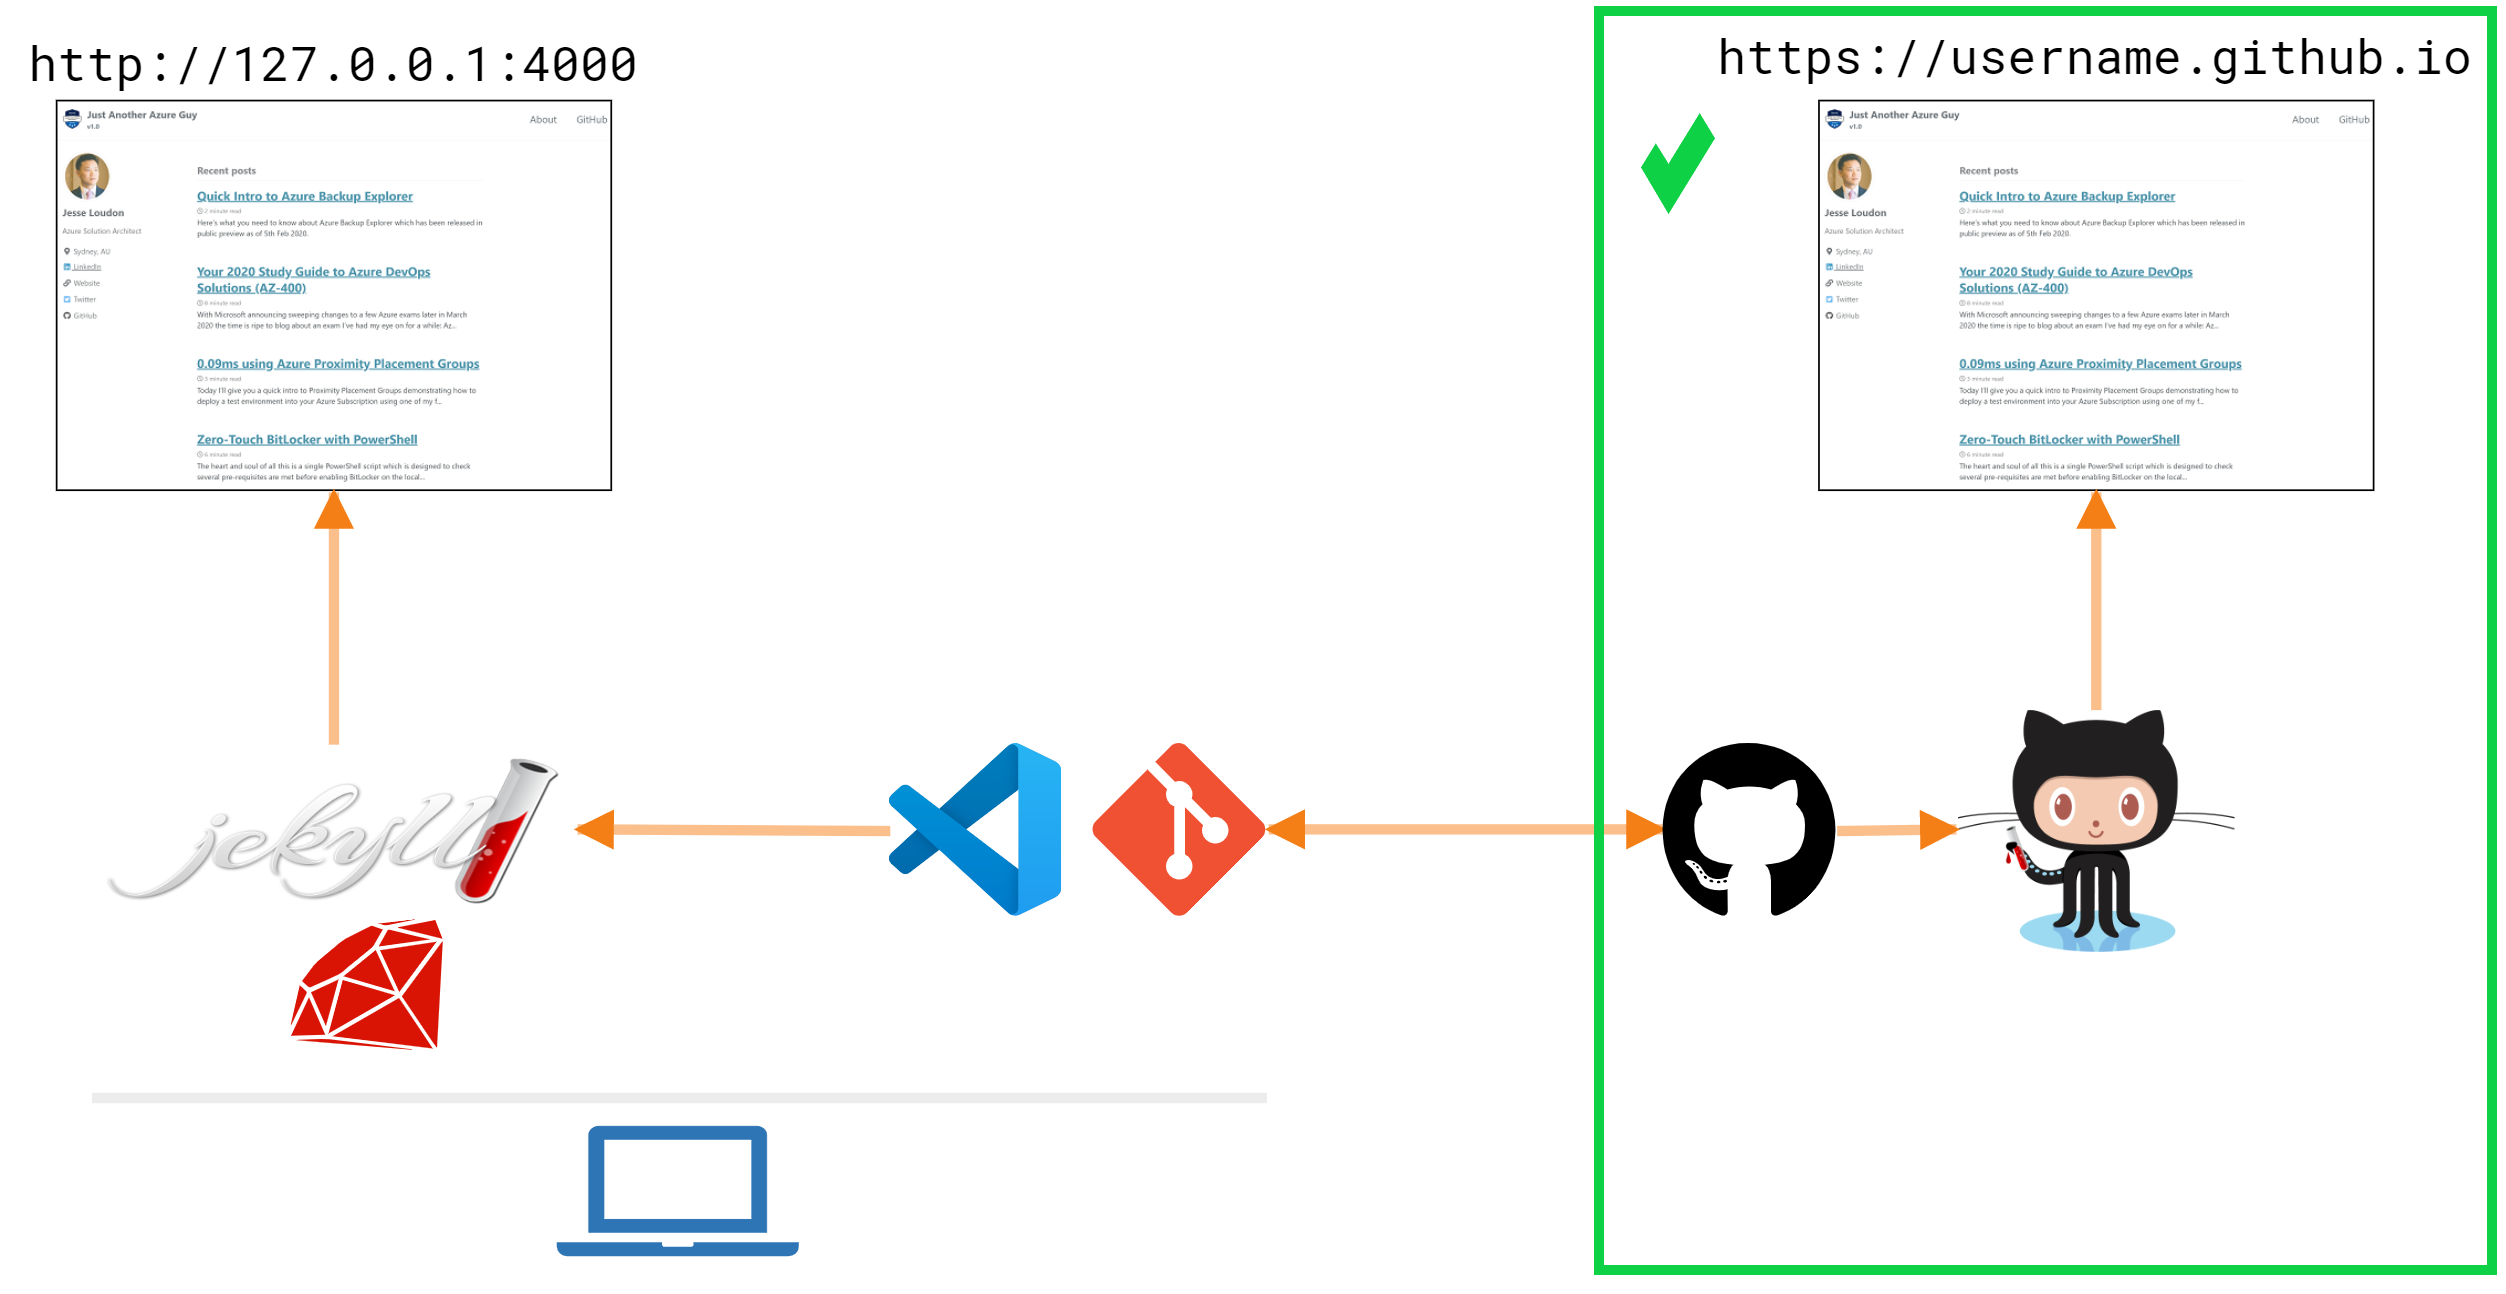 http://127.0.0.1:4000
Just Another Azure Guy
v1.0
About
GitHub
Jesse Loudon
Azure Solution Architect
Sydney, AU
LinkedIn
Website
Twitter
GitHub
Recent posts
Quick Intro to Azure Backup Explorer
2 minute read
Here's what you need to know about Azure Backup Explorer which has been released in
public preview as of 5th Feb 2020.
Your 2020 Study Guide to Azure DevOps
Solutions (AZ-400)
8 minute read
With Microsoft announcing sweeping changes to a few Azure exams later in March
2020 the time is ripe to blog about an exam I've had my eye on for a while: Az...
0.09ms using Azure Proximity Placement Groups
3 minute read
Today I'll give you a quick intro to Proximity Placement Groups demonstrating how to
deploy a test environment into your Azure Subscription using one of my f...
Zero-Touch BitLocker with PowerShell
6 minute read
The heart and soul of all this is a single PowerShell script which is designed to check
several pre-requisites are met before enabling BitLocker on the local...
jekyll
https://username.github.io
Just Another Azure Guy
v1.0
About
GitHub
Jesse Loudon
Azure Solution Architect
Sydney, AU
LinkedIn
Website
Twitter
GitHub
Recent posts
Quick Intro to Azure Backup Explorer
2 minute read
Here's what you need to know about Azure Backup Explorer which has been released in
public preview as of 5th Feb 2020.
Your 2020 Study Guide to Azure DevOps
Solutions (AZ-400)
8 minute read
With Microsoft announcing sweeping changes to a few Azure exams later in March
2020 the time is ripe to blog about an exam I've had my eye on for a while: Az...
0.09ms using Azure Proximity Placement Groups
3 minute read
Today I'll give you a quick intro to Proximity Placement Groups demonstrating how to
deploy a test environment into your Azure Subscription using one of my f...
Zero-Touch BitLocker with PowerShell
6 minute read
The heart and soul of all this is a single PowerShell script which is designed to check
several pre-requisites are met before enabling BitLocker on the local...